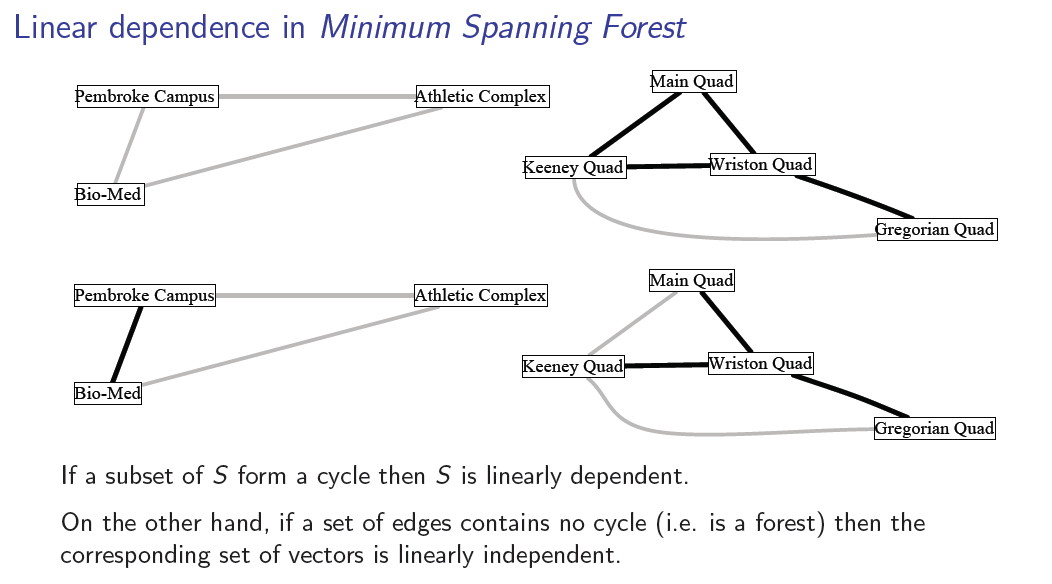 Linear dependence in Minimum Spanning Forest
Main Quad
Pembroke Campus
Athletic Complex
Keeney Quad
Wriston Quad
Bio-Med
Gregorian Quad
Main Quad
Pembroke Campus
Athletic Complex
Keeney Quad
Wriston Quad
Bio-Med
Gregorian Quad
If a subset of S form a cycle then S is linearly dependent.
On the other hand, if a set of edges contains no cycle (i.e. is a forest) then the
corresponding set of vectors is linearly independent.